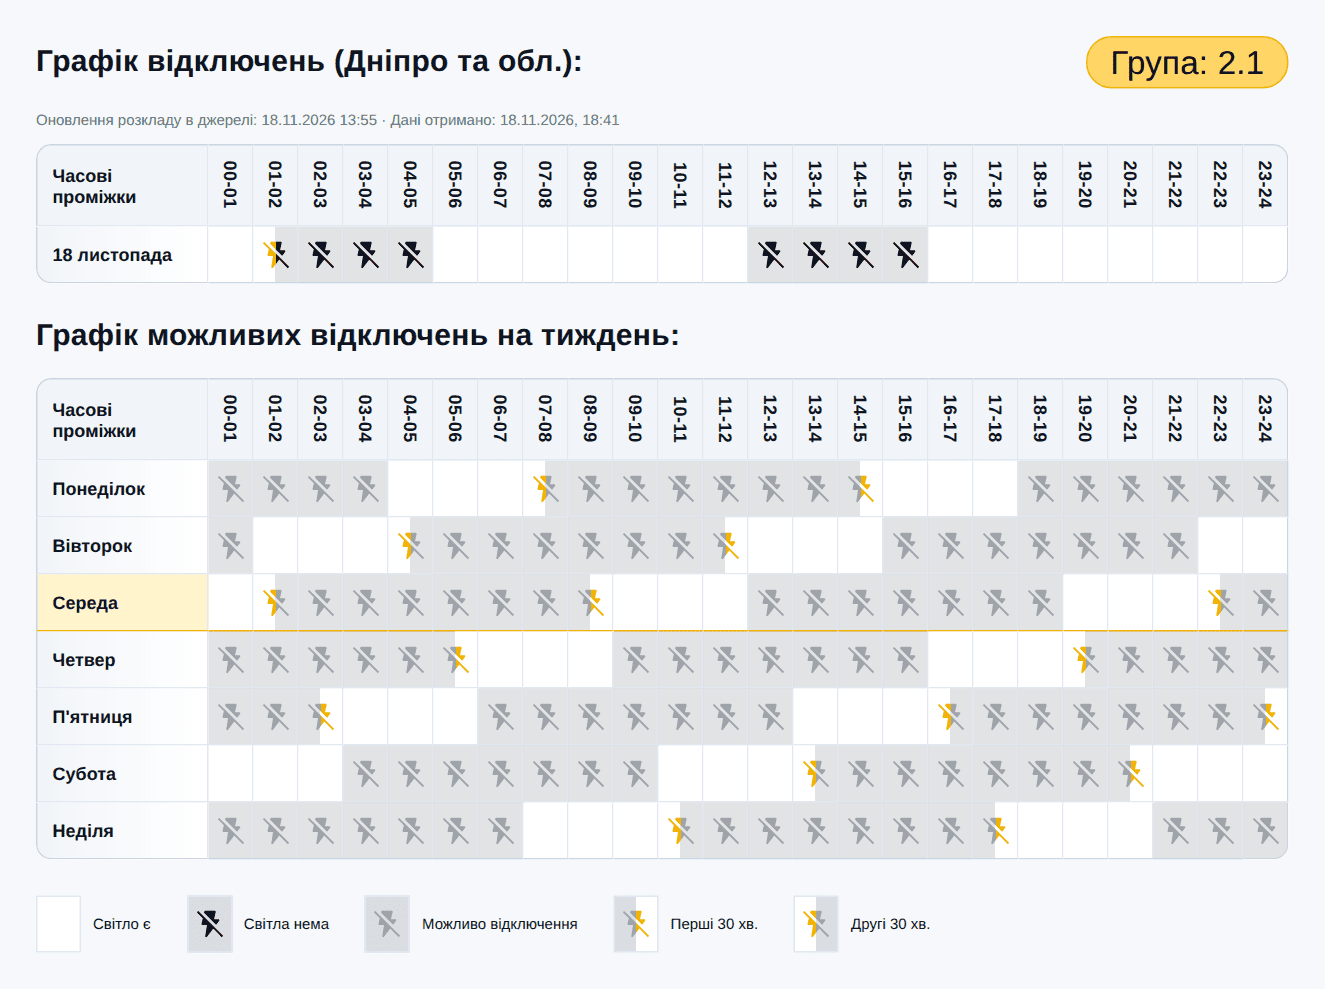 Графік відключень (Дніпро та обл.):
Група: 2.1
Оновлення розкладу в джерелі: 18.11.2026 13:55 · Дані отримано: 18.11.2026, 18:41
Часові проміжки 00-01 01-02 02-03 03-04 04-05 05-06 06-07 07-08 08-09 09-10 10-11 11-12 12-13 13-14 14-15 15-16 16-17 17-18 18-19 19-20 20-21 21-22 22-23 23-24
18 листопада
Графік можливих відключень на тиждень:
Часові проміжки 00-01 01-02 02-03 03-04 04-05 05-06 06-07 07-08 08-09 09-10 10-11 11-12 12-13 13-14 14-15 15-16 16-17 17-18 18-19 19-20 20-21 21-22 22-23 23-24
Понеділок
Вівторок
Середа
Четвер
П'ятниця
Субота
Неділя
Світло є Світла нема Можливо відключення Перші 30 хв. Другі 30 хв.